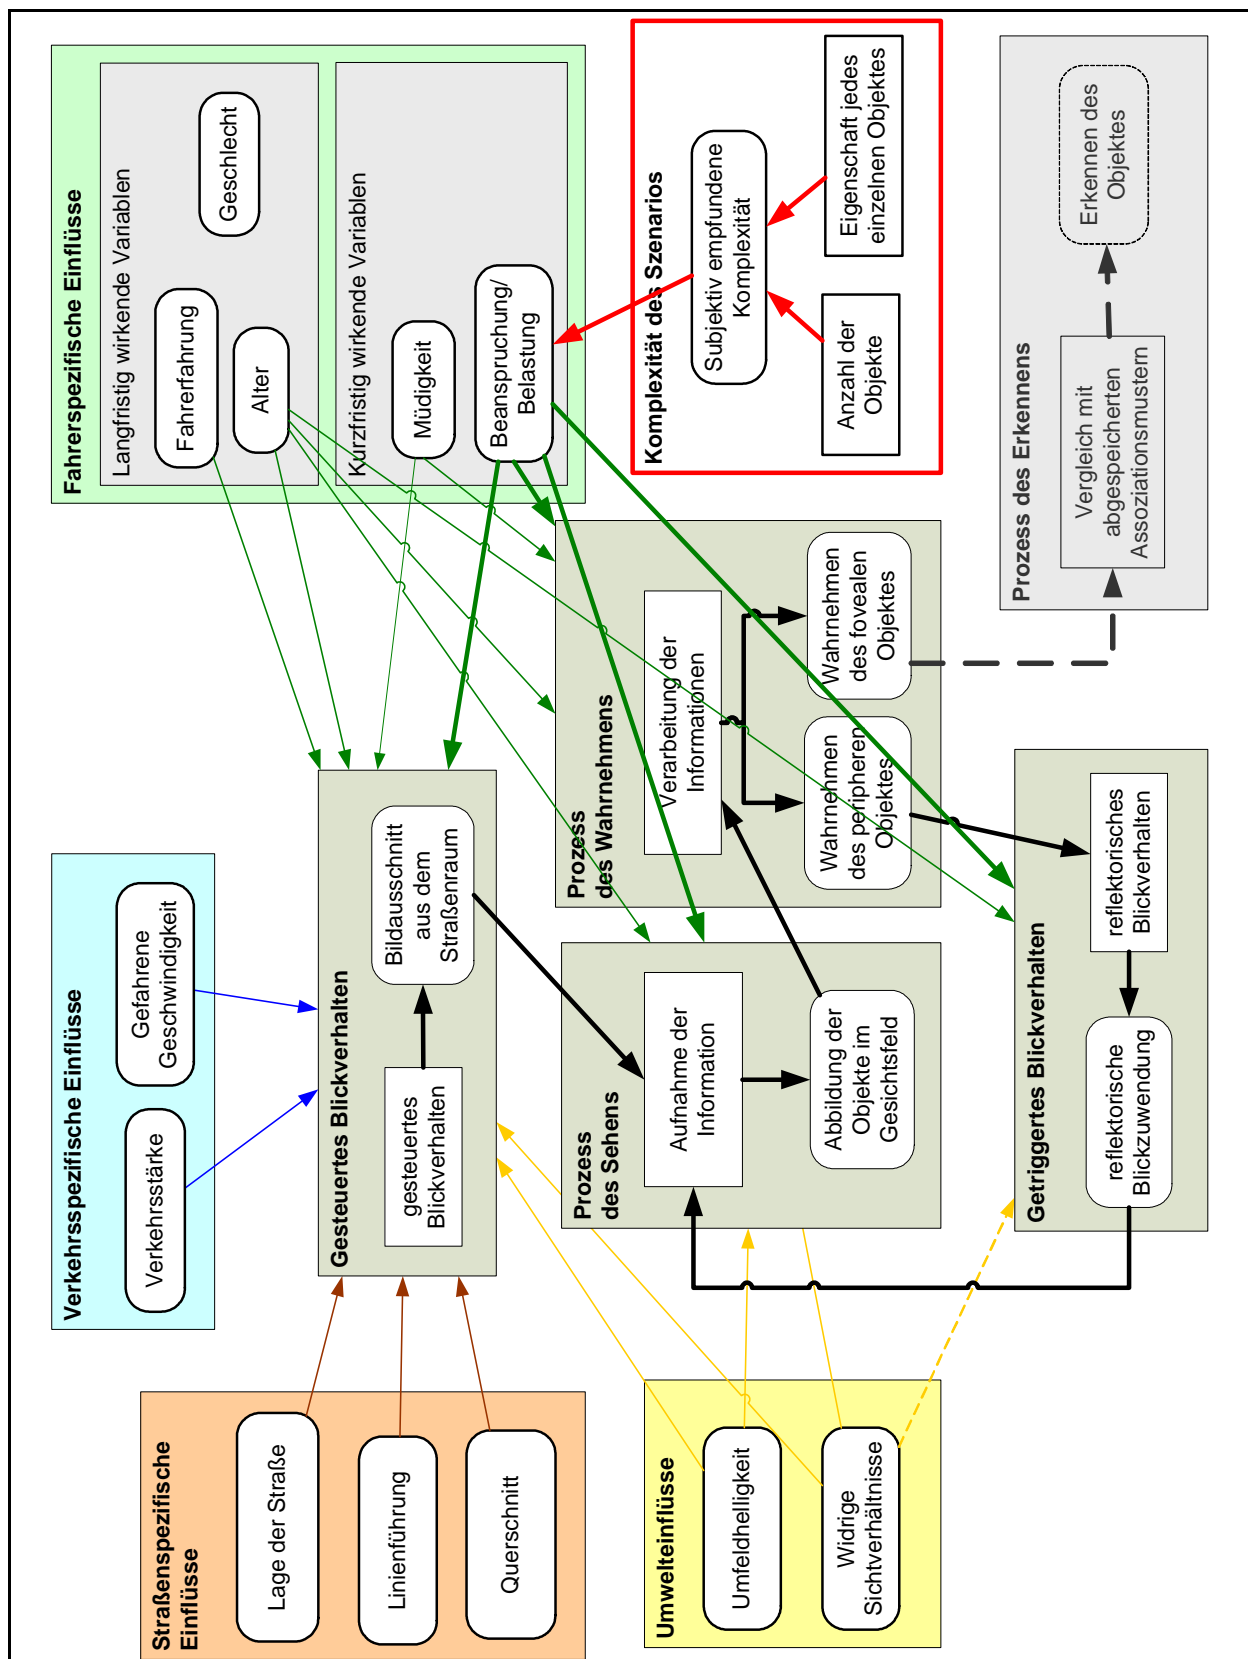 Straßenspezifische
Einflüsse
Lage der Straße
Linienführung
Querschnitt
Verkehrsspezifische Einflüsse
Verkehrsstärke
Gefahrene
Geschwindigkeit
Fahrerspezifische Einflüsse
Langfristig wirkende Variablen
Fahrerfahrung
Alter
Geschlecht
Kurzfristig wirkende Variablen
Müdigkeit
Beanspruchung/
Belastung
Gesteuertes Blickverhalten
gesteuertes
Blickverhalten
Bildausschnitt
aus dem
Straßenraum
Umwelteinflüsse
Umfeldhelligkeit
Widrige
Sichtverhältnisse
Prozess
des Sehens
Aufnahme der
Information
Abbildung der
Objekte im
Gesichtsfeld
Prozess
des Wahrnehmens
Verarbeitung der
Informationen
Wahrnehmen
des peripheren
Objektes
Wahrnehmen
des fovealen
Objektes
Komplexität des Szenarios
Subjektiv empfundene
Komplexität
Anzahl der
Objekte
Eigenschaft jedes
einzelnen Objektes
Getriggertes Blickverhalten
reflektorische
Blickzuwendung
reflektorisches
Blickverhalten
Prozess des Erkennens
Vergleich mit
abgespeicherten
Assoziationsmustern
Erkennen des
Objektes